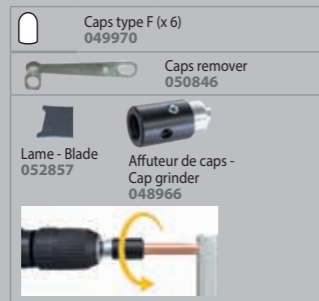 Caps type F (x 6)
049970
Caps remover
050846
Lame - Blade
052857
Affuteur de caps -
Cap grinder
048966